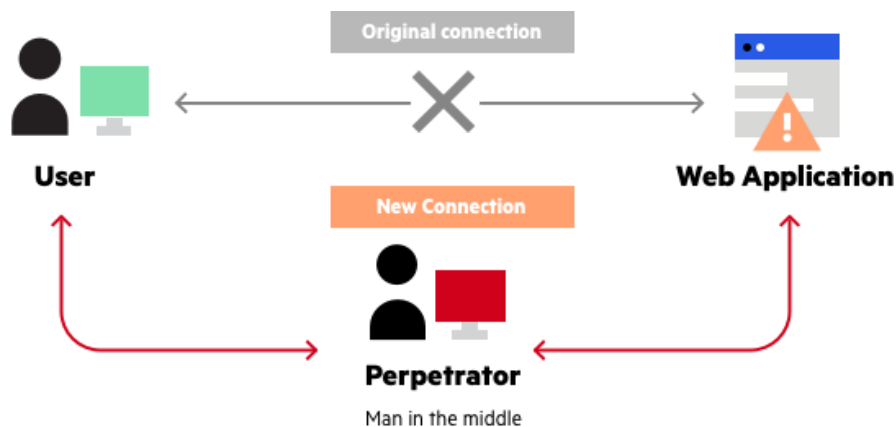 Original connection
User
Web Application
New Connection
Perpetrator
Man in the middle